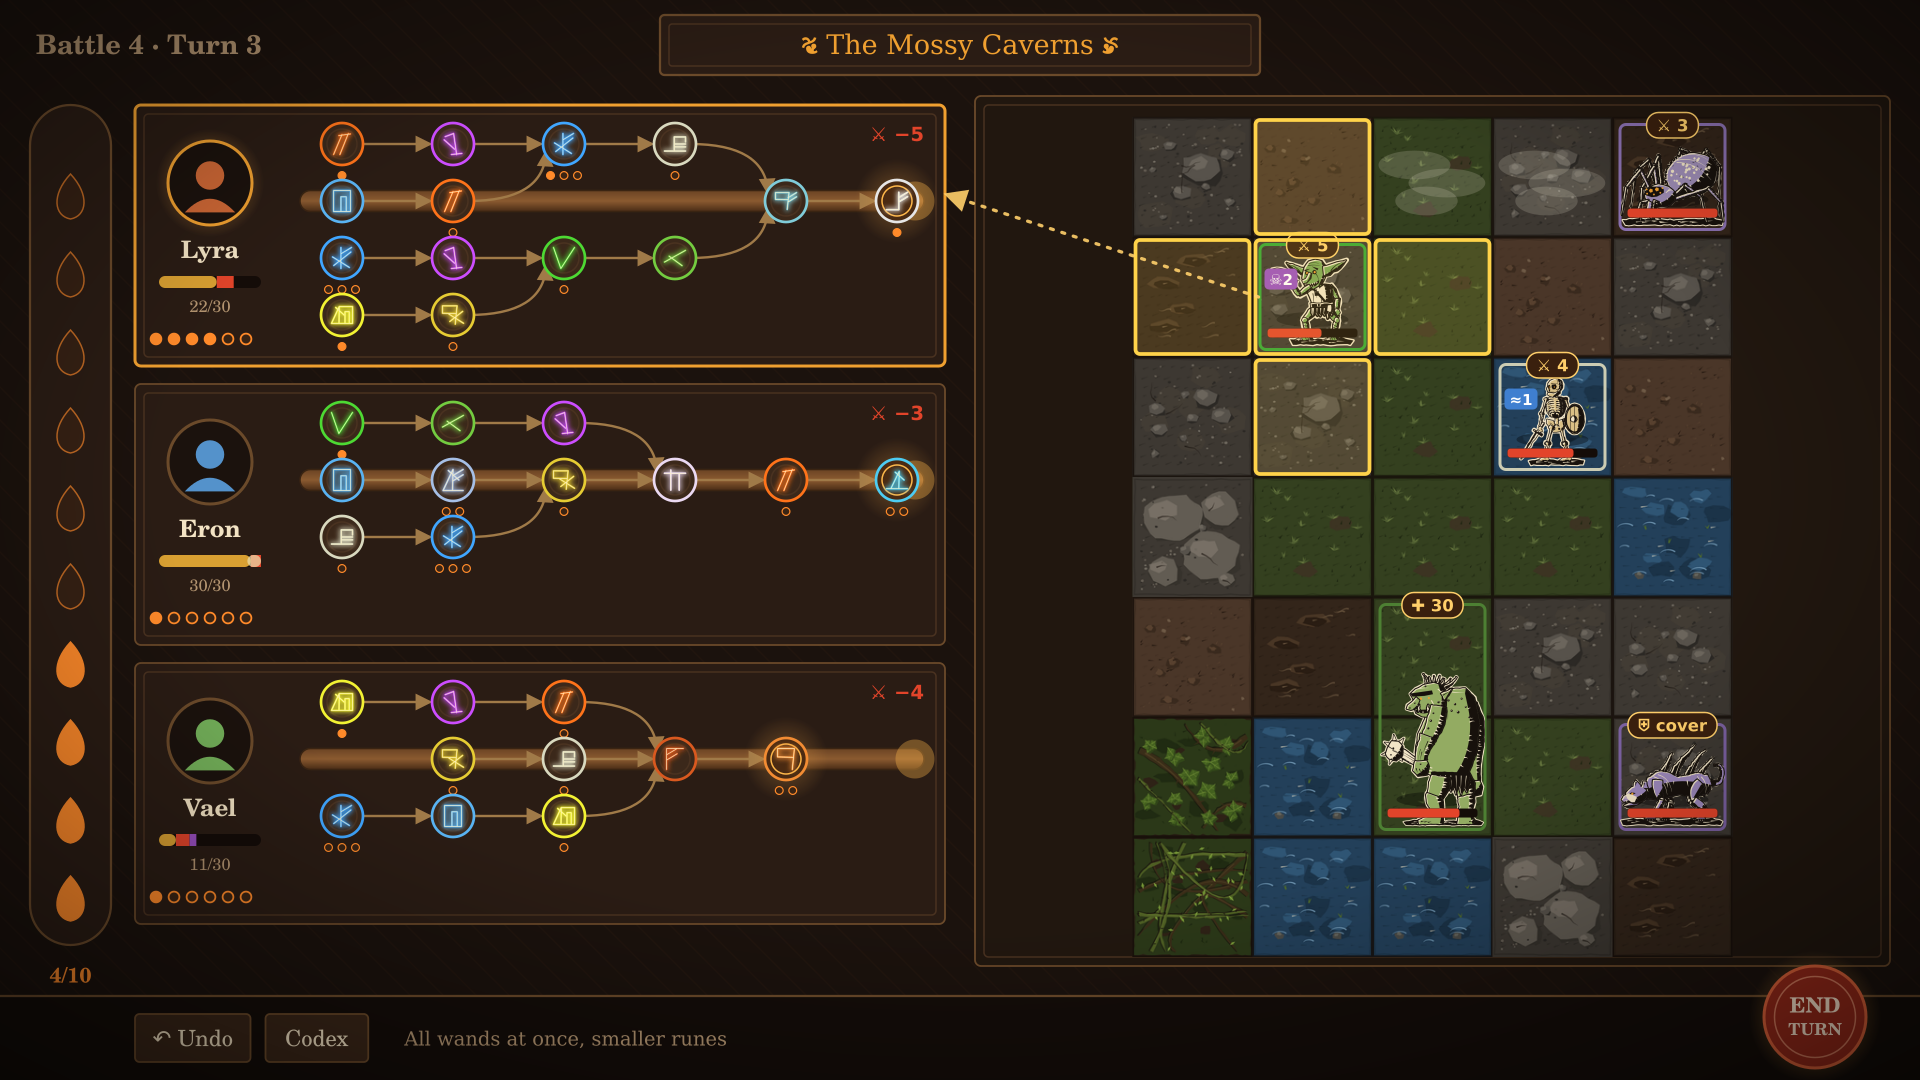 Battle 4 · Turn 3
❧ The Mossy Caverns ❧
⚔ −5
Lyra
22/30
⚔ −3
Eron
30/30
⚔ −4
Vael
11/30
4/10
⚔ 3
⚔ 5
☠2
⚔ 4
≈1
✚ 30
⛨ cover
↶ Undo
Codex
All wands at once, smaller runes
END
TURN